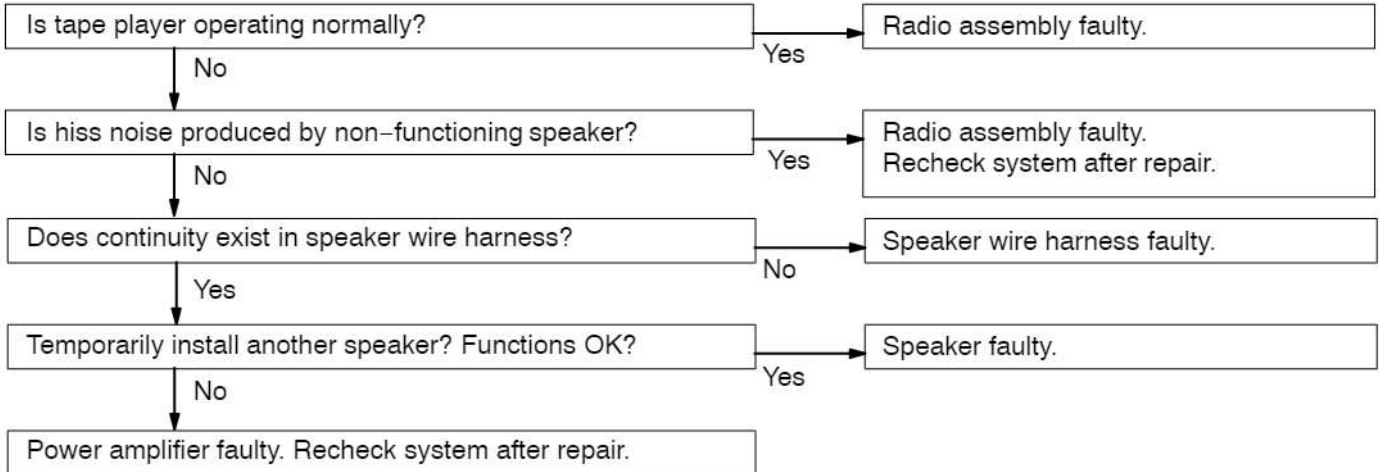 Is tape player operating normally?
Yes
Radio assembly faulty.
No
Is hiss noise produced by non−functioning speaker?
Yes
Radio assembly faulty.
Recheck system after repair.
No
Does continuity exist in speaker wire harness?
No
Speaker wire harness faulty.
Yes
Temporarily install another speaker? Functions OK?
Yes
Speaker faulty.
No
Power amplifier faulty. Recheck system after repair.